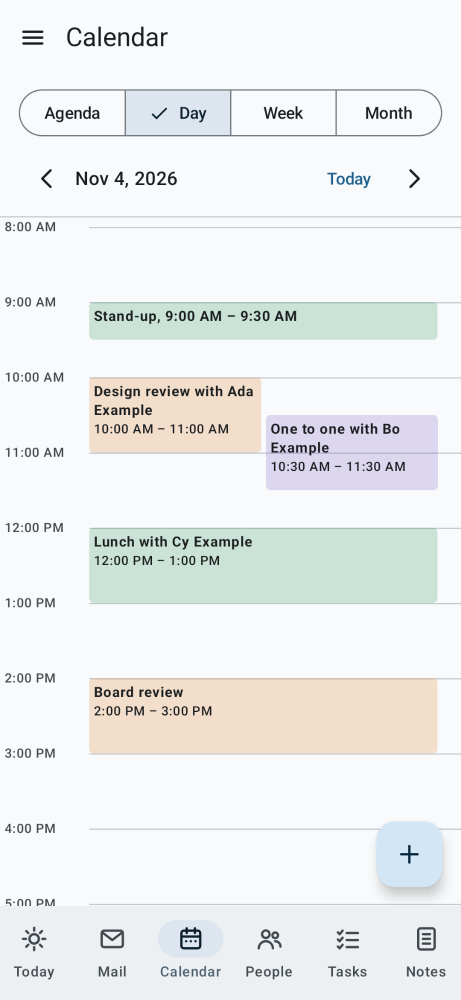 Calendar
Agenda
Day
Week
Month
Nov 4, 2026
Today
8:00 AM
9:00 AM
Stand-up, 9:00 AM – 9:30 AM
10:00 AM
Design review with Ada
Example
10:00 AM – 11:00 AM
One to one with Bo
Example
10:30 AM – 11:30 AM
11:00 AM
12:00 PM
Lunch with Cy Example
12:00 PM – 1:00 PM
1:00 PM
2:00 PM
Board review
2:00 PM – 3:00 PM
3:00 PM
4:00 PM
5:00 PM
Today
Mail
Calendar
People
Tasks
Notes